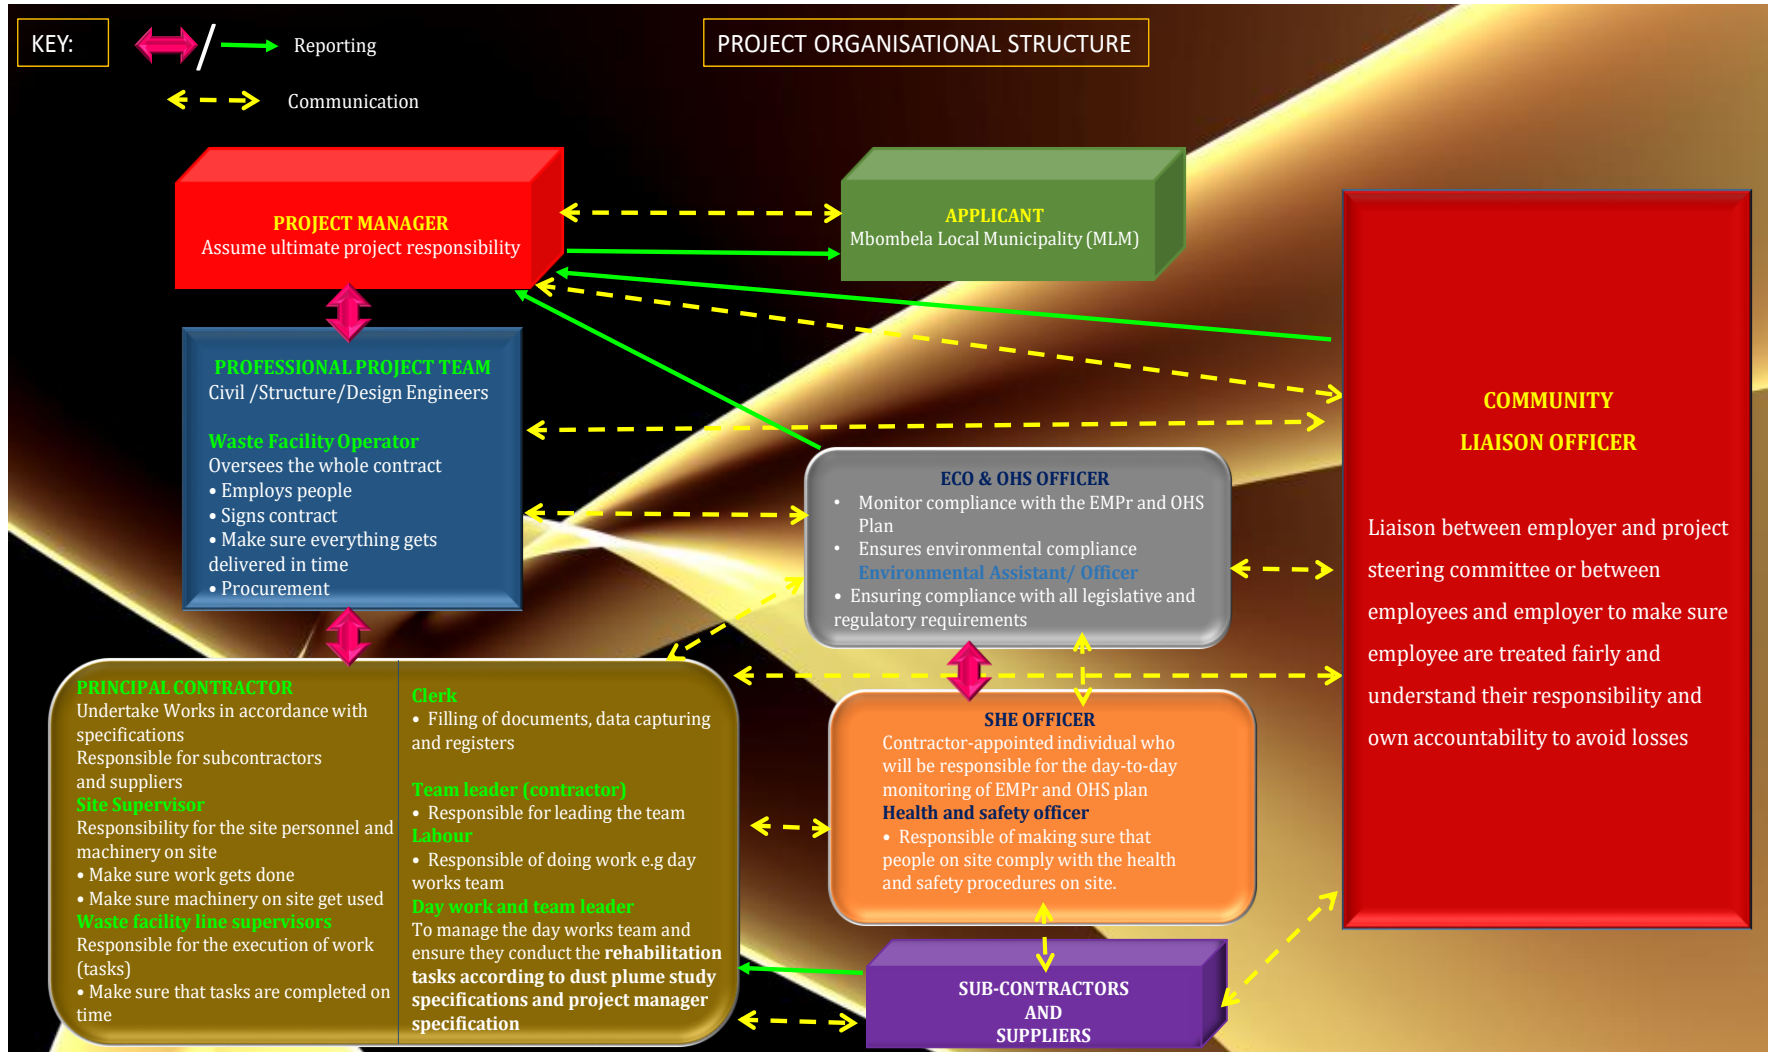 KEY:
Reporting
Communication
PROJECT ORGANISATIONAL STRUCTURE
PROJECT MANAGER
Assume ultimate project responsibility
APPLICANT
Mbombela Local Municipality (MLM)
PROFESSIONAL PROJECT TEAM
Civil /Structure/Design Engineers
Waste Facility Operator
Oversees the whole contract
• Employs people
• Signs contract
• Make sure everything gets
delivered in time
• Procurement
ECO & OHS OFFICER
• Monitor compliance with the EMPr and OHS
Plan
• Ensures environmental compliance
Environmental Assistant/ Officer
• Ensuring compliance with all legislative and
regulatory requirements
COMMUNITY
LIAISON OFFICER
Liaison between employer and project
steering committee or between
employees and employer to make sure
employee are treated fairly and
understand their responsibility and
own accountability to avoid losses
PRINCIPAL CONTRACTOR
Undertake Works in accordance with
specifications
Responsible for subcontractors
and suppliers
Site Supervisor
Responsibility for the site personnel and
machinery on site
• Make sure work gets done
• Make sure machinery on site get used
Waste facility line supervisors
Responsible for the execution of work
(tasks)
• Make sure that tasks are completed on
time
Clerk
• Filling of documents, data capturing
and registers
Team leader (contractor)
• Responsible for leading the team
Labour
• Responsible of doing work e.g day
works team
Day work and team leader
To manage the day works team and
ensure they conduct the rehabilitation
tasks according to dust plume study
specifications and project manager
specification
SHE OFFICER
Contractor-appointed individual who
will be responsible for the day-to-day
monitoring of EMPr and OHS plan
Health and safety officer
• Responsible of making sure that
people on site comply with the health
and safety procedures on site.
SUB-CONTRACTORS
AND
SUPPLIERS